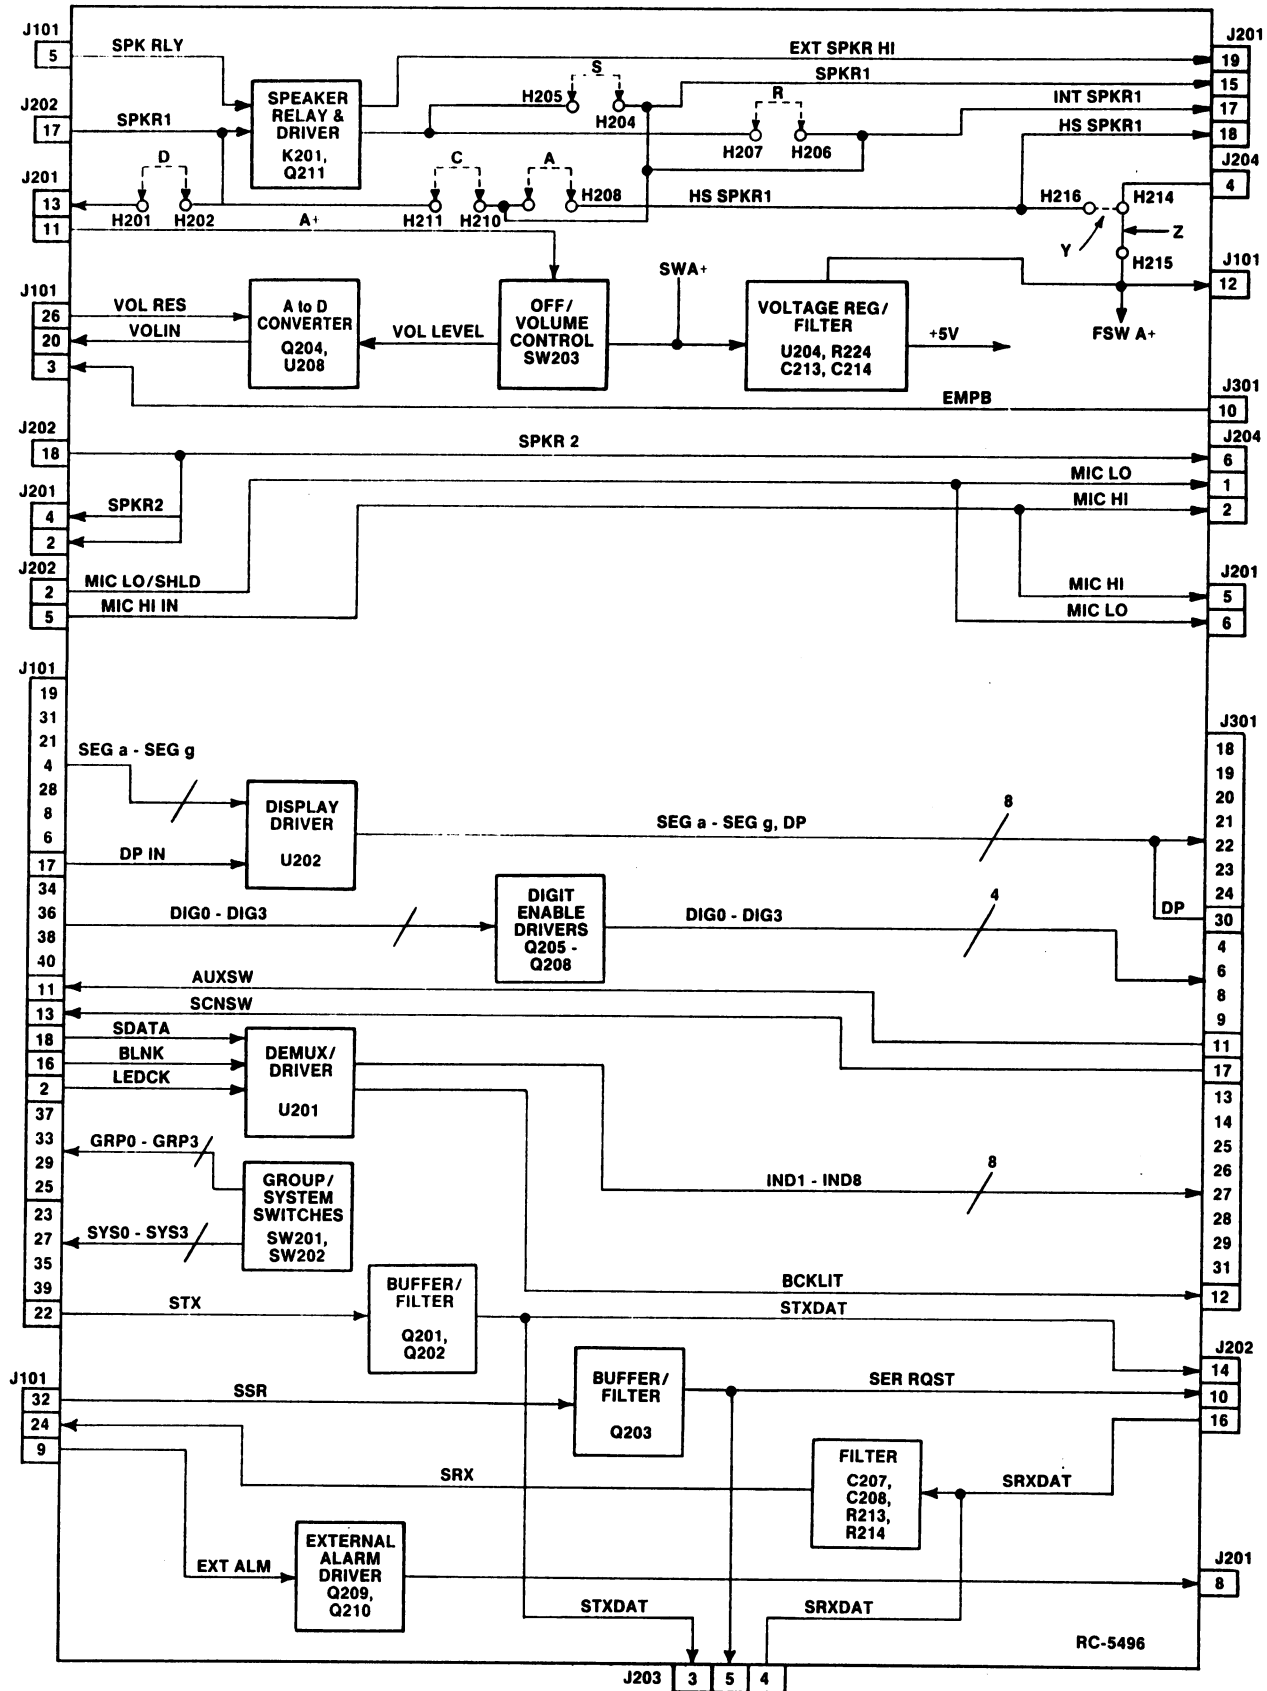 J101
5
SPK RLY
J202
17
SPKR1
J201
13
11
D
H201
H202
A+
SPEAKER
RELAY &
DRIVER
K201,
Q211
EXT SPKR HI
S
H205
H204
SPKR1
R
H207
H206
INT SPKR1
HS SPKR1
J201
19
15
17
18
C
H211
H210
A
H208
HS SPKR1
H216
H214
Y
Z
H215
J204
4
J101
12
FSW A+
J101
26
20
3
VOL RES
VOLIN
A to D
CONVERTER
Q204,
U208
VOL LEVEL
OFF/
VOLUME
CONTROL
SW203
SWA+
VOLTAGE REG/
FILTER
U204, R224
C213, C214
+5V
EMPB
J301
10
J202
18
SPKR 2
J204
6
1
2
MIC LO
MIC HI
J201
4
2
SPKR2
J202
2
5
MIC LO/SHLD
MIC HI IN
MIC HI
MIC LO
J201
5
6
J101
19
31
21
4
28
8
6
17
34
36
38
40
11
13
18
16
2
37
33
29
25
23
27
35
39
22
SEG a - SEG g
DP IN
DISPLAY
DRIVER
U202
SEG a - SEG g, DP
8
DP
DIG0 - DIG3
DIGIT
ENABLE
DRIVERS
Q205 -
Q208
DIG0 - DIG3
4
AUXSW
SCNSW
SDATA
BLNK
LEDCK
DEMUX/
DRIVER
U201
GRP0 - GRP3
SYS0 - SYS3
GROUP/
SYSTEM
SWITCHES
SW201,
SW202
IND1 - IND8
8
BCKLIT
STX
BUFFER/
FILTER
Q201,
Q202
STXDAT
J301
18
19
20
21
22
23
24
30
4
6
8
9
11
17
13
14
25
26
27
28
29
31
12
J101
32
24
9
SSR
BUFFER/
FILTER
Q203
SER RQST
J202
14
10
16
SRX
FILTER
C207,
C208,
R213,
R214
SRXDAT
EXT ALM
EXTERNAL
ALARM
DRIVER
Q209,
Q210
J201
8
STXDAT
SRXDAT
RC-5496
J203
3
5
4